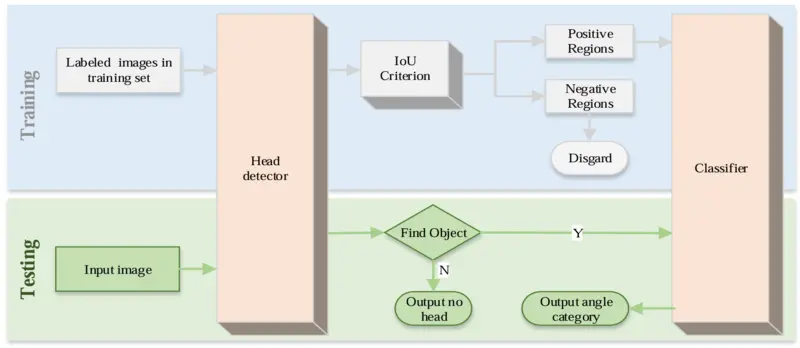 Training
Labeled images in
training set
Head
detector
IoU
Criterion
Positive
Regions
Negative
Regions
Disgard
Classifier
Testing
Input image
Find Object
Y
N
Output no
head
Output angle
category